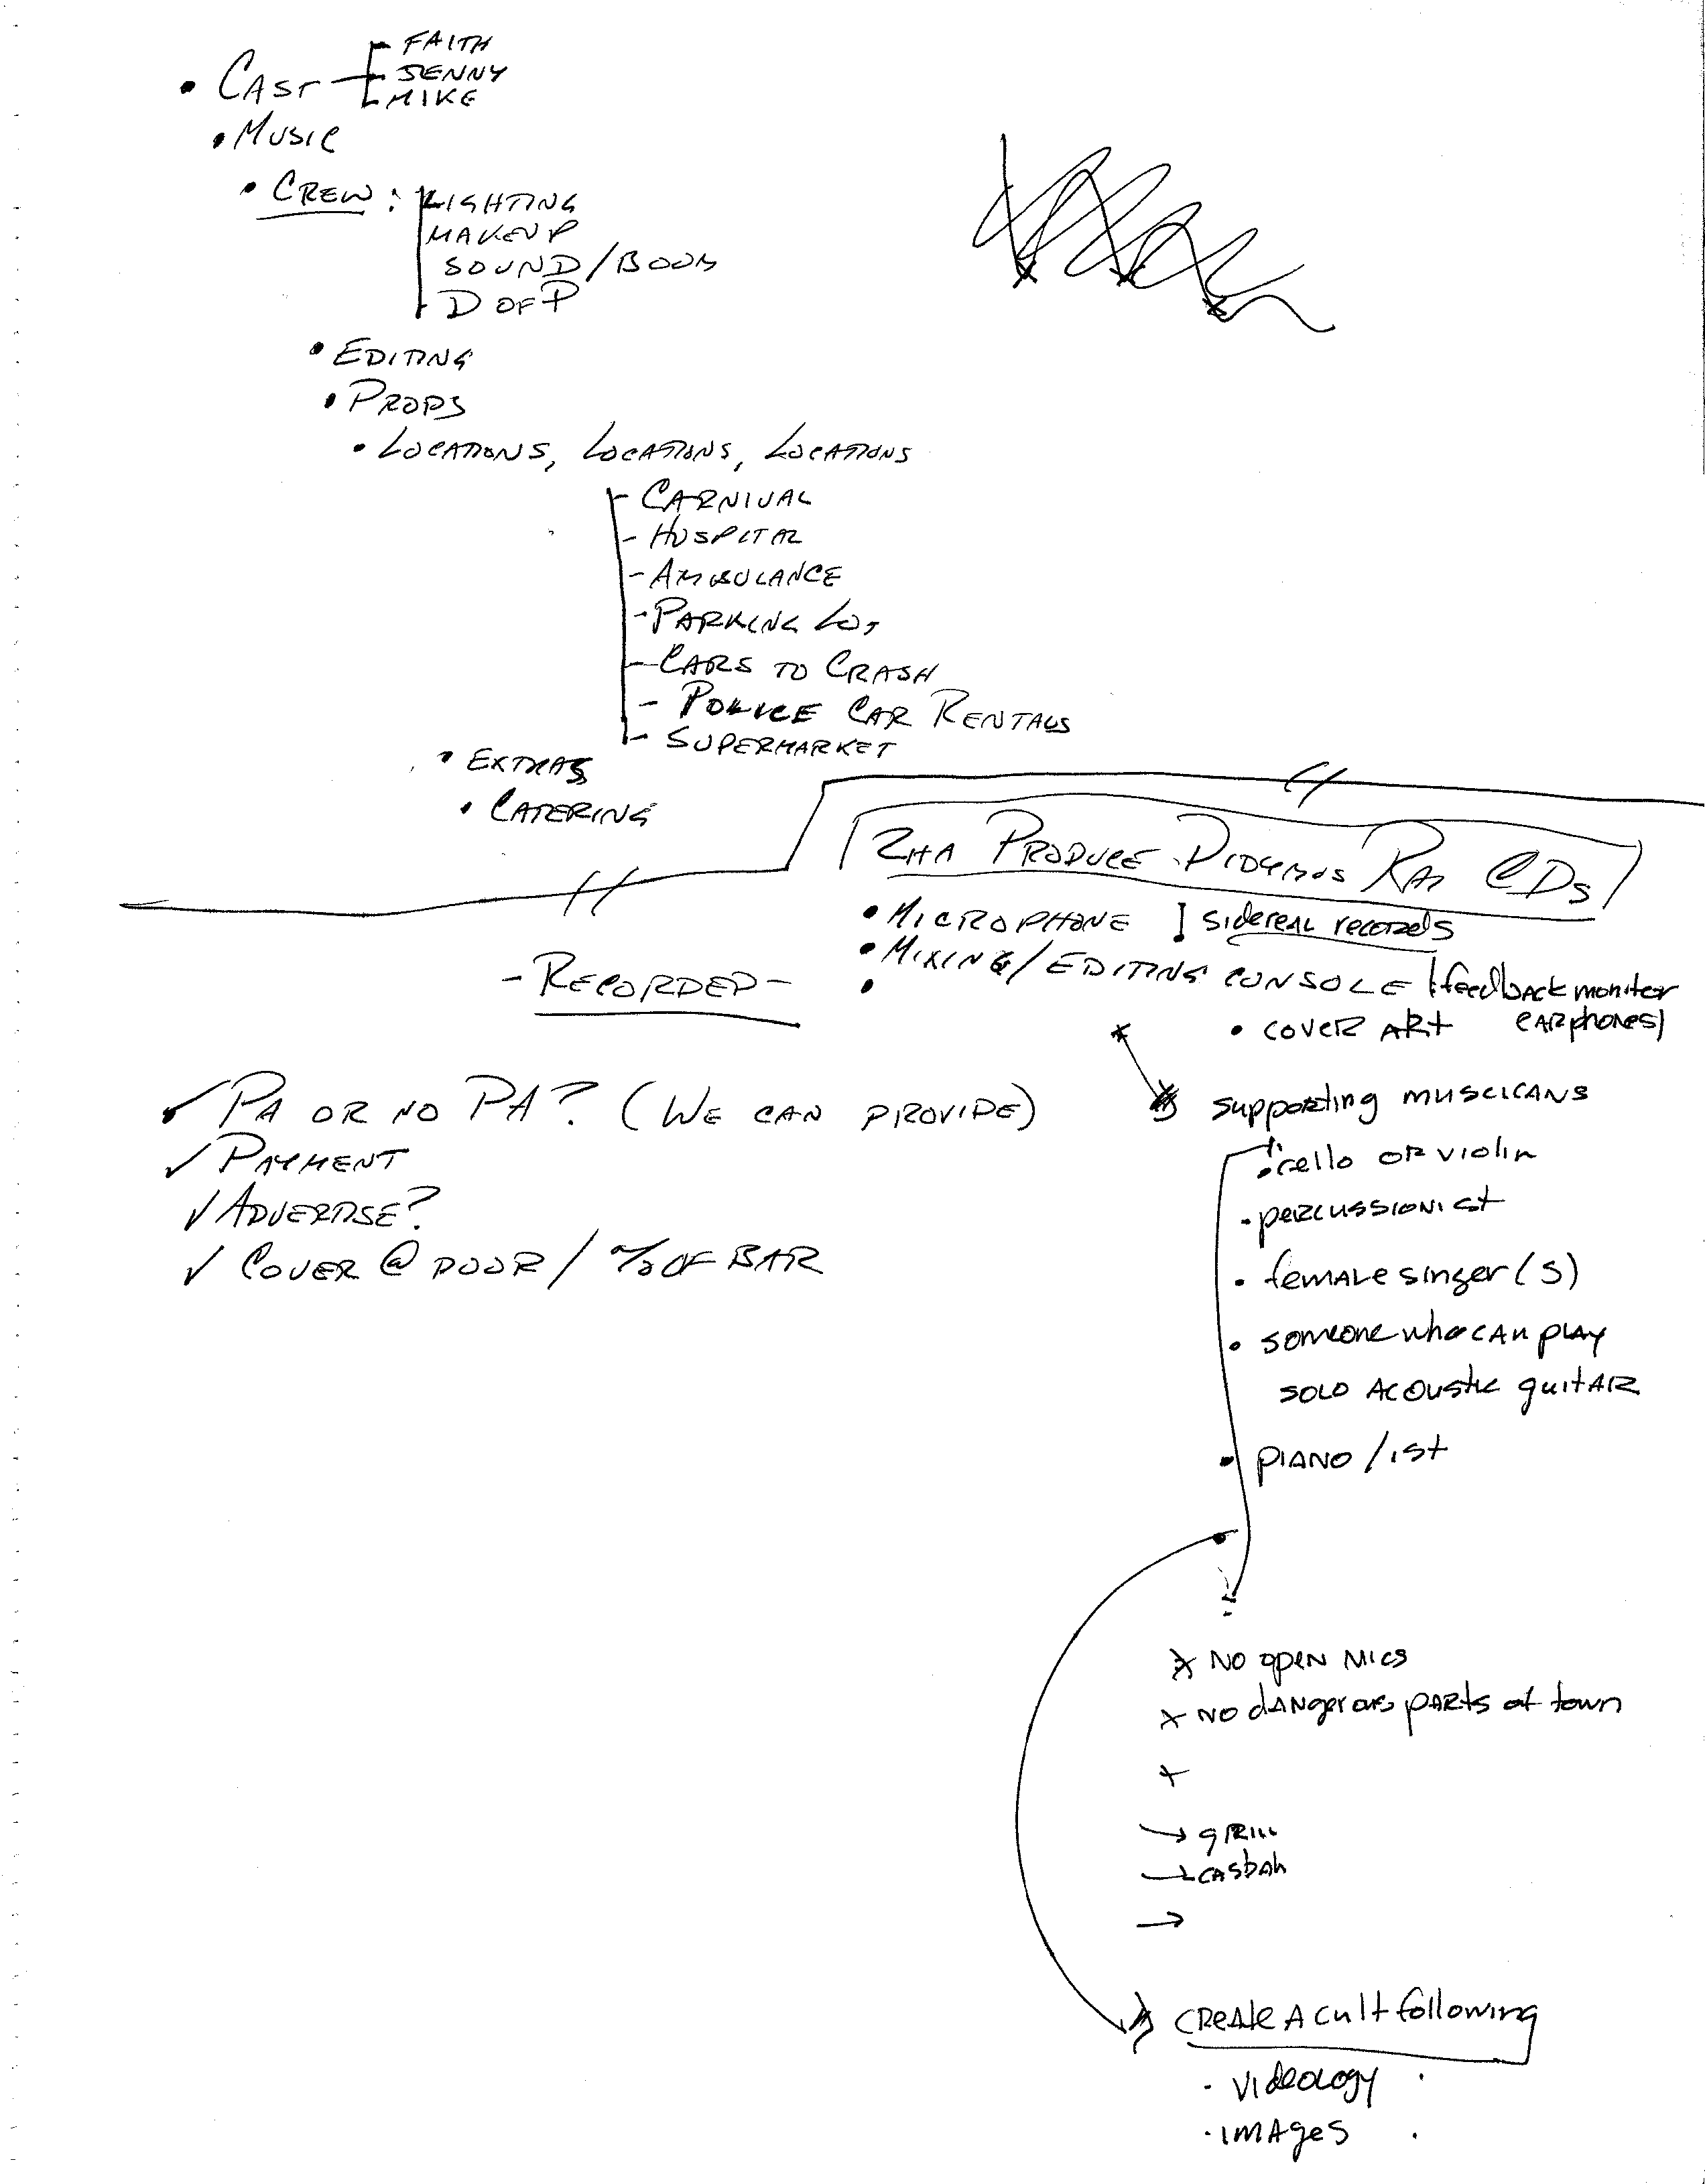 • CAST - FAITH
- JENNY
- MIKE
• MUSIC
• CREW: LIGHTING
MAKEUP
SOUND/BOOM
D OF P
• EDITING
• PROPS
• LOCATIONS, LOCATIONS, LOCATIONS
- CARNIVAL
- HOSPITAL
- AMBULANCE
- PARKING LOT
- CARS TO CRASH
- POLICE CAR RENTALS
- SUPERMARKET
• EXTRAS
• CATERING
PRODUCE CDs
• MICROPHONE ] sidereal records
• MIXING/EDITING CONSOLE (feedback monitor
earphones)
•
• COVER ART
- RECORDED -
✓ PA OR NO PA? (WE CAN PROVIDE)
✓ PAYMENT
✓ ADVERTISE?
✓ COVER @ DOOR / % OF BAR
* supporting muscicans
• cello or violin
- percussionist
• female singer(s)
• someone who can play
solo acoustic guitar
• piano/ist
•
x NO open mics
x NO dangerous parts of town
x
→ grill
→ casbah
→
create a cult following
• videology •
• images •